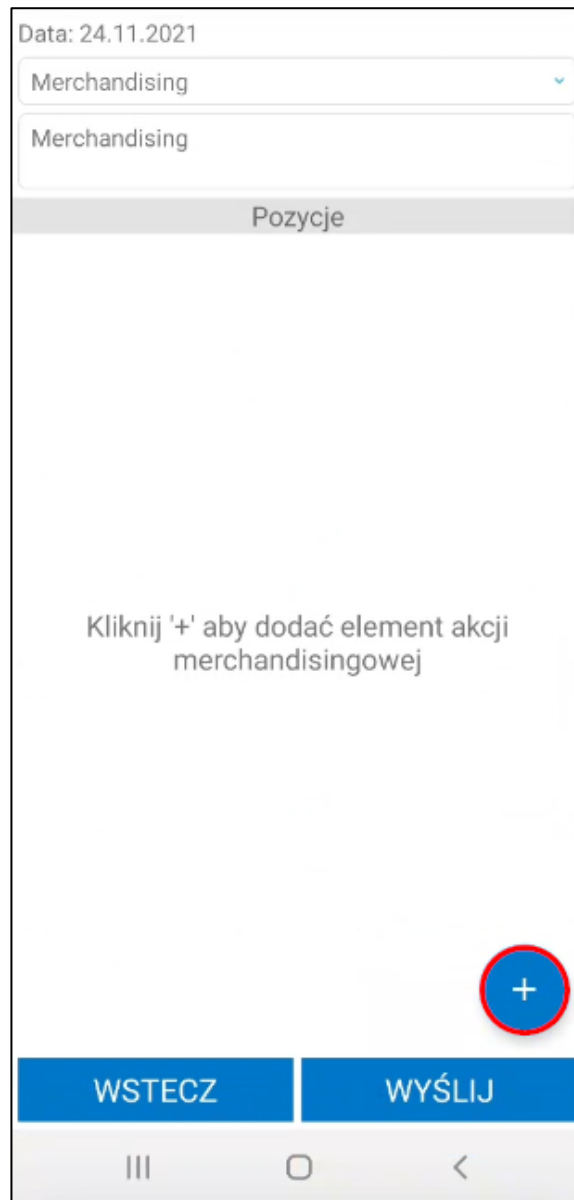 Data: 24.11.2021
Merchandising
Merchandising
Pozycje
Kliknij '+' aby dodać element akcji
merchandisingowej
+
WSTECZ WYŚLIJ